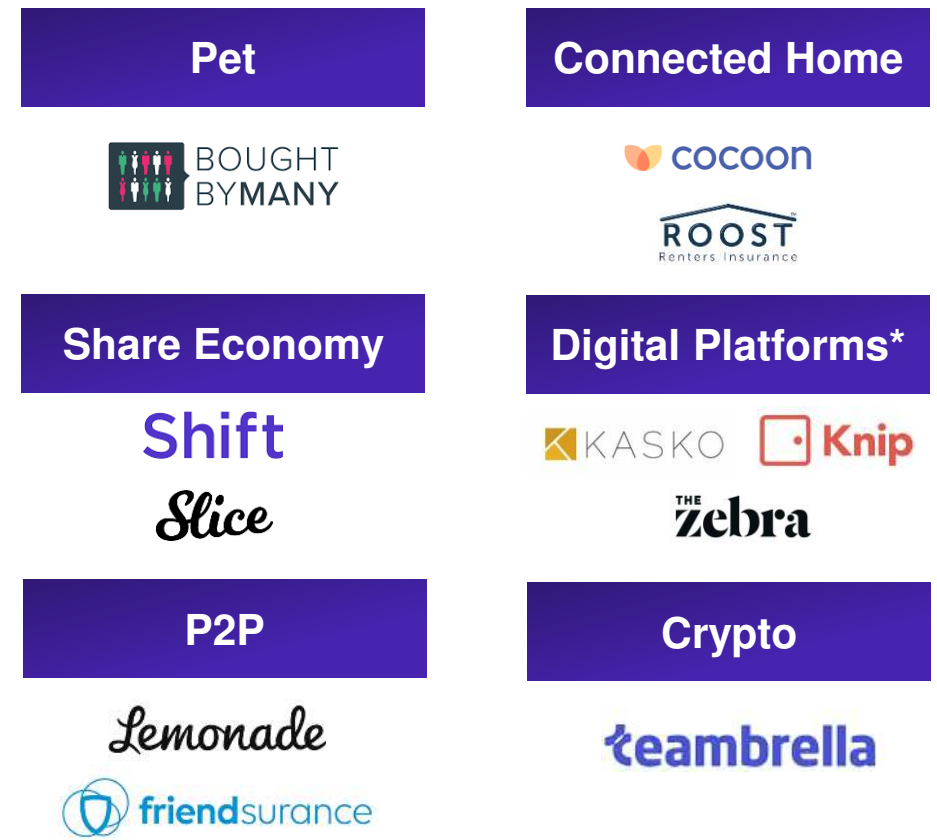 Pet
BOUGHT
BYMANY
Connected Home
cocoon
ROOST™
Renters Insurance
Share Economy
Shift
Slice
Digital Platforms*
KASKO
Knip
THE
Zebra
P2P
Lemonade
friendsurance
Crypto
teambrella